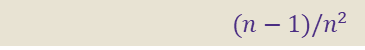 (n − 1)/n²